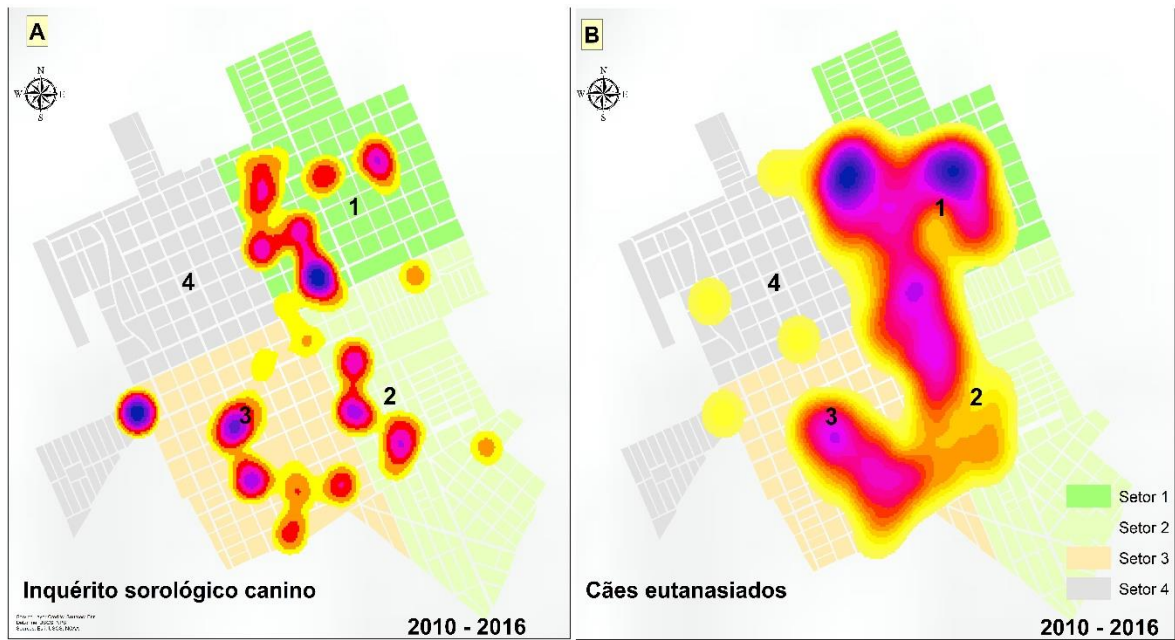 A
N
W E
S
1
4
2
3
Inquérito sorológico canino
2010 - 2016
B
N
W E
S
1
4
2
3
Setor 1
Setor 2
Setor 3
Setor 4
Cães eutanasiados
2010 - 2016